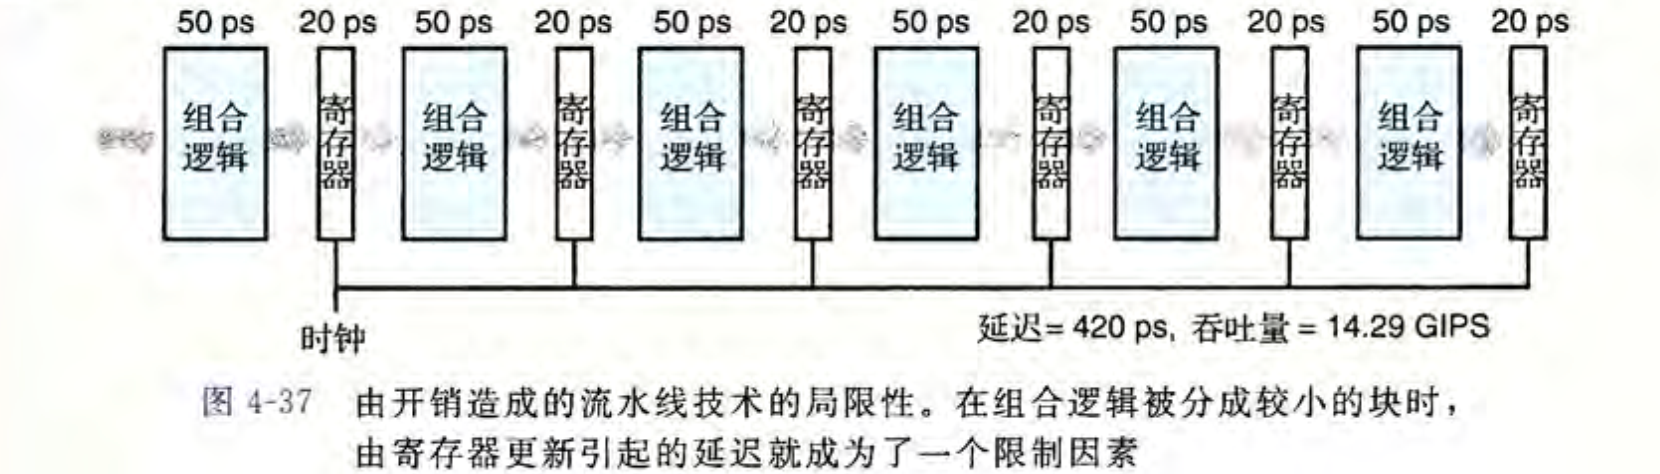 50 ps 20 ps 50 ps 20 ps 50 ps 20 ps 50 ps 20 ps 50 ps 20 ps 50 ps 20 ps
组合 寄 组合 寄 组合 寄 组合 寄 组合 寄 组合 寄
逻辑 存 逻辑 存 逻辑 存 逻辑 存 逻辑 存 逻辑 存
器 器 器 器 器 器
时钟
延迟= 420 ps, 吞吐量 = 14.29 GIPS
图 4-37 由开销造成的流水线技术的局限性。在组合逻辑被分成较小的块时，
由寄存器更新引起的延迟就成为了一个限制因素